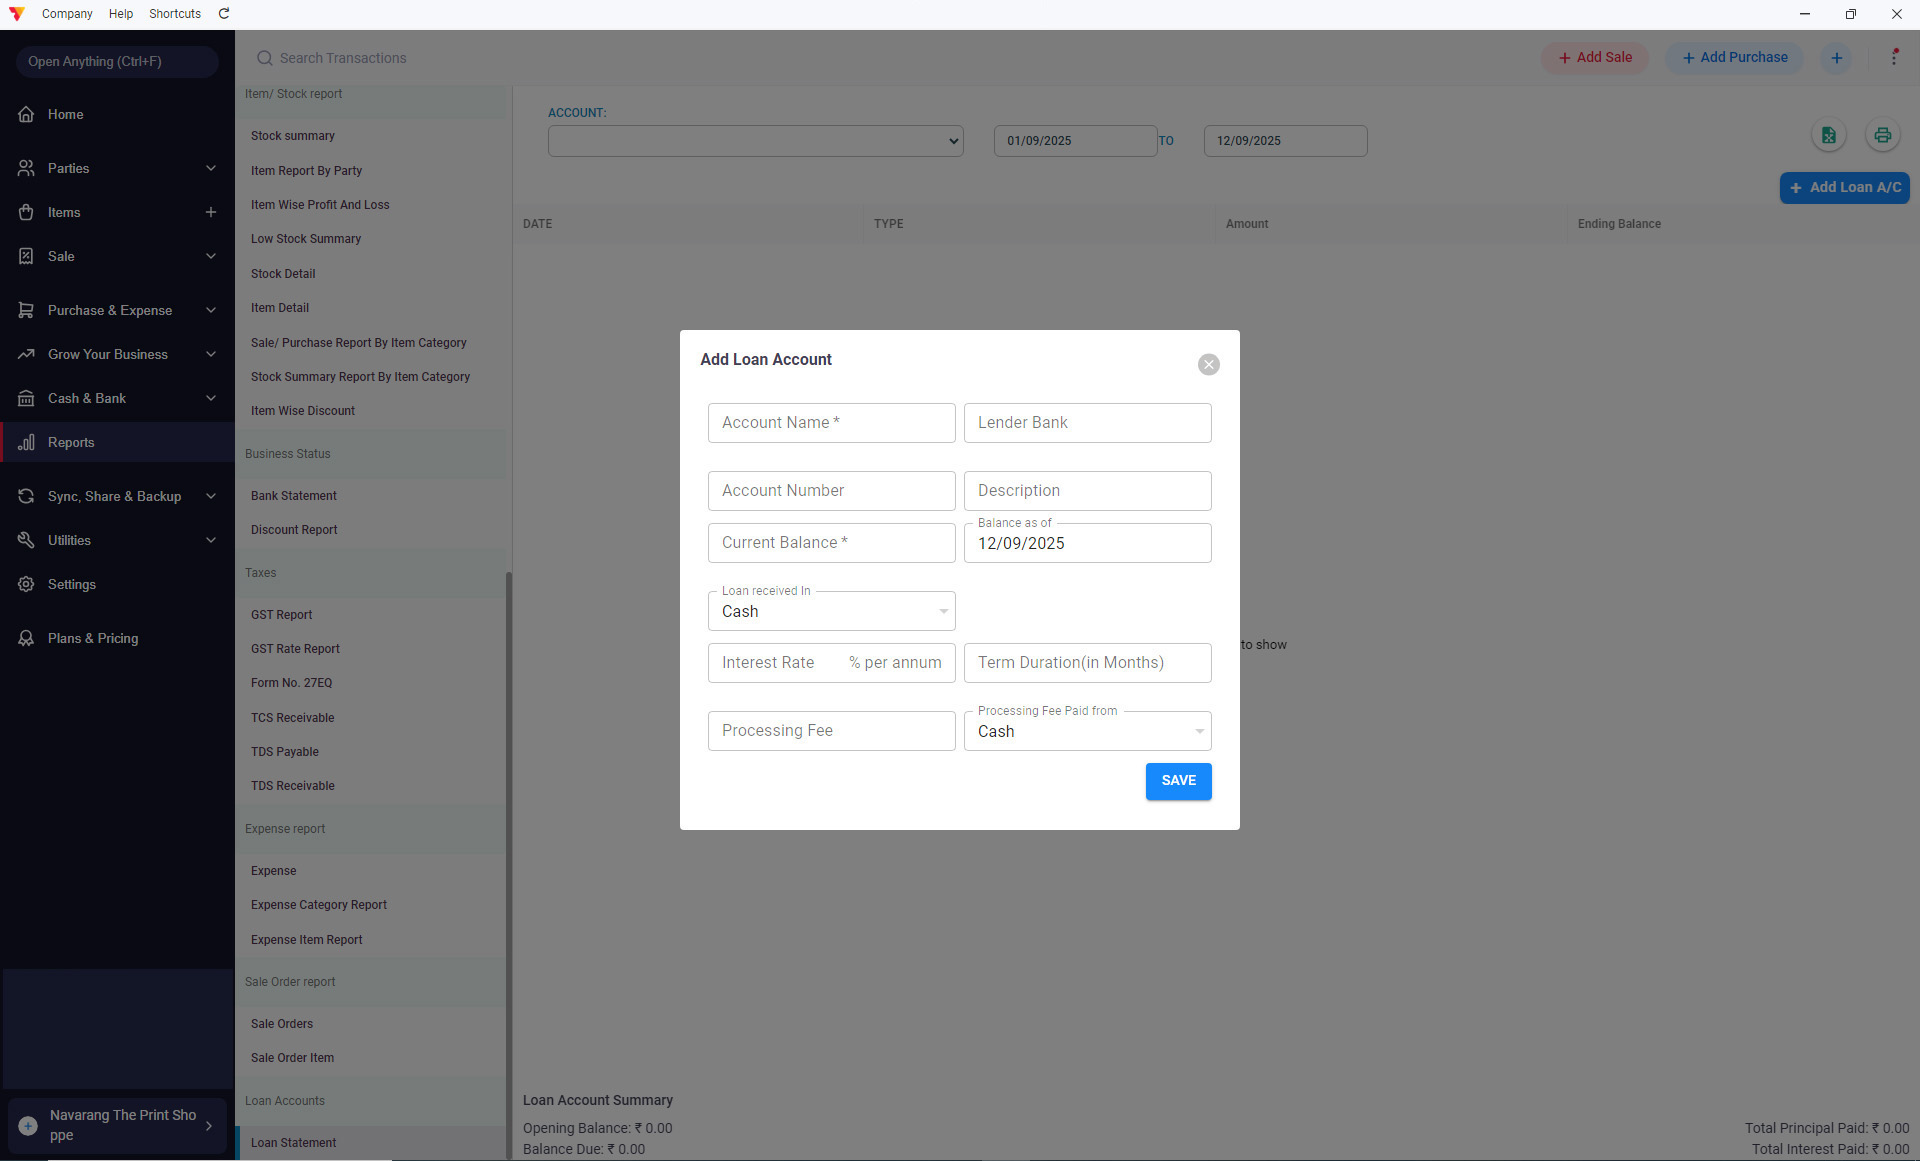 Company Help Shortcuts
Open Anything (Ctrl+F)
Home
Parties
Items
Sale
Purchase & Expense
Grow Your Business
Cash & Bank
Reports
Sync, Share & Backup
Utilities
Settings
Plans & Pricing
Navarang The Print Sho
ppe
Search Transactions
+ Add Sale
+ Add Purchase
+
Item/ Stock report
Stock summary
Item Report By Party
Item Wise Profit And Loss
Low Stock Summary
Stock Detail
Item Detail
Sale/ Purchase Report By Item Category
Stock Summary Report By Item Category
Item Wise Discount
Business Status
Bank Statement
Discount Report
Taxes
GST Report
GST Rate Report
Form No. 27EQ
TCS Receivable
TDS Payable
TDS Receivable
Expense report
Expense
Expense Category Report
Expense Item Report
Sale Order report
Sale Orders
Sale Order Item
Loan Accounts
Loan Statement
ACCOUNT:
01/09/2025 TO 12/09/2025
+ Add Loan A/C
DATE TYPE Amount Ending Balance
to show
Add Loan Account
Account Name *
Lender Bank
Account Number
Description
Current Balance *
Balance as of
12/09/2025
Loan received In
Cash
Interest Rate % per annum
Term Duration(in Months)
Processing Fee
Processing Fee Paid from
Cash
SAVE
Loan Account Summary
Opening Balance: ₹ 0.00
Balance Due: ₹ 0.00
Total Principal Paid: ₹ 0.00
Total Interest Paid: ₹ 0.00